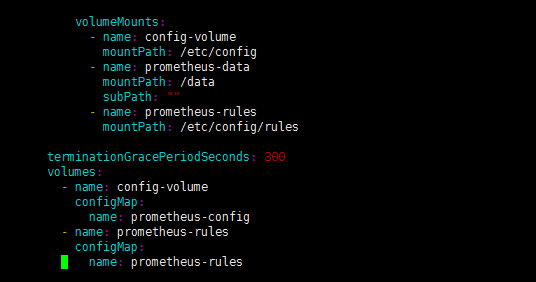 volumeMounts:
- name: config-volume
mountPath: /etc/config
- name: prometheus-data
mountPath: /data
subPath: ""
- name: prometheus-rules
mountPath: /etc/config/rules
terminationGracePeriodSeconds: 300
volumes:
- name: config-volume
configMap:
name: prometheus-config
- name: prometheus-rules
configMap:
name: prometheus-rules